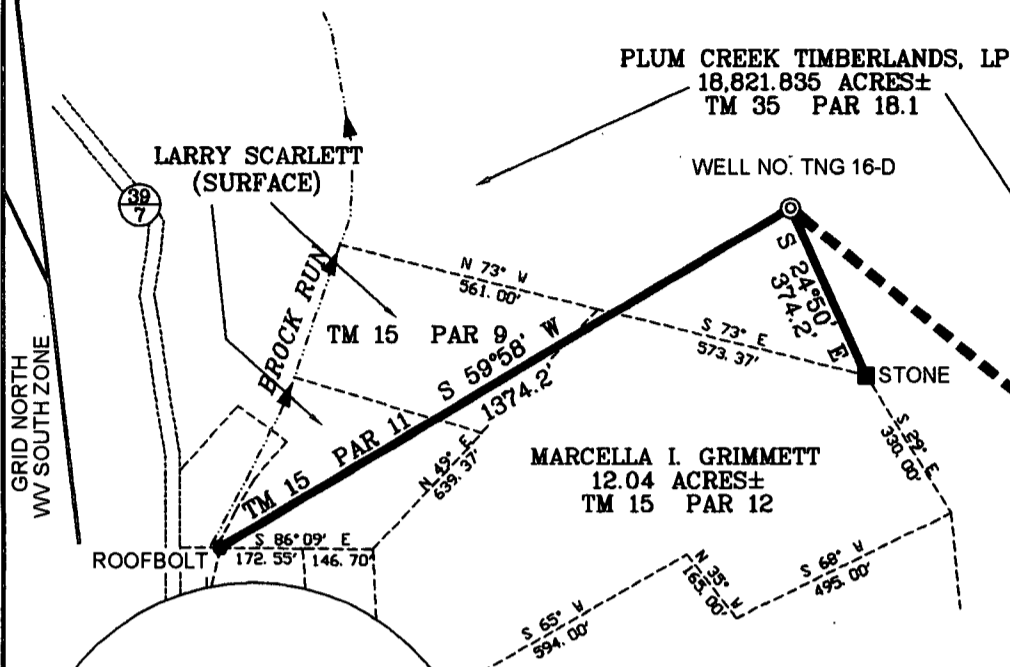 PLUM CREEK TIMBERLANDS, LP
18,821.835 ACRES±
TM 35 PAR 18.1
LARRY SCARLETT
(SURFACE)
WELL NO. TNG 16-D
39
7
BROCK RUN
N 73° W
561.00'
S 24°50' E
374.2'
TM 15 PAR 9
S 73° E
573.37'
STONE
S 59°58' W
1374.2'
GRID NORTH
WV SOUTH ZONE
TM 15 PAR 11
N 49° E
639.37'
MARCELLA I. GRIMMETT
12.04 ACRES±
TM 15 PAR 12
S 29° E
330.00'
ROOFBOLT
S 86°09' E
172.55' 146.70'
N 35° W
165.00'
S 68° W
495.00'
S 65° W
594.00'